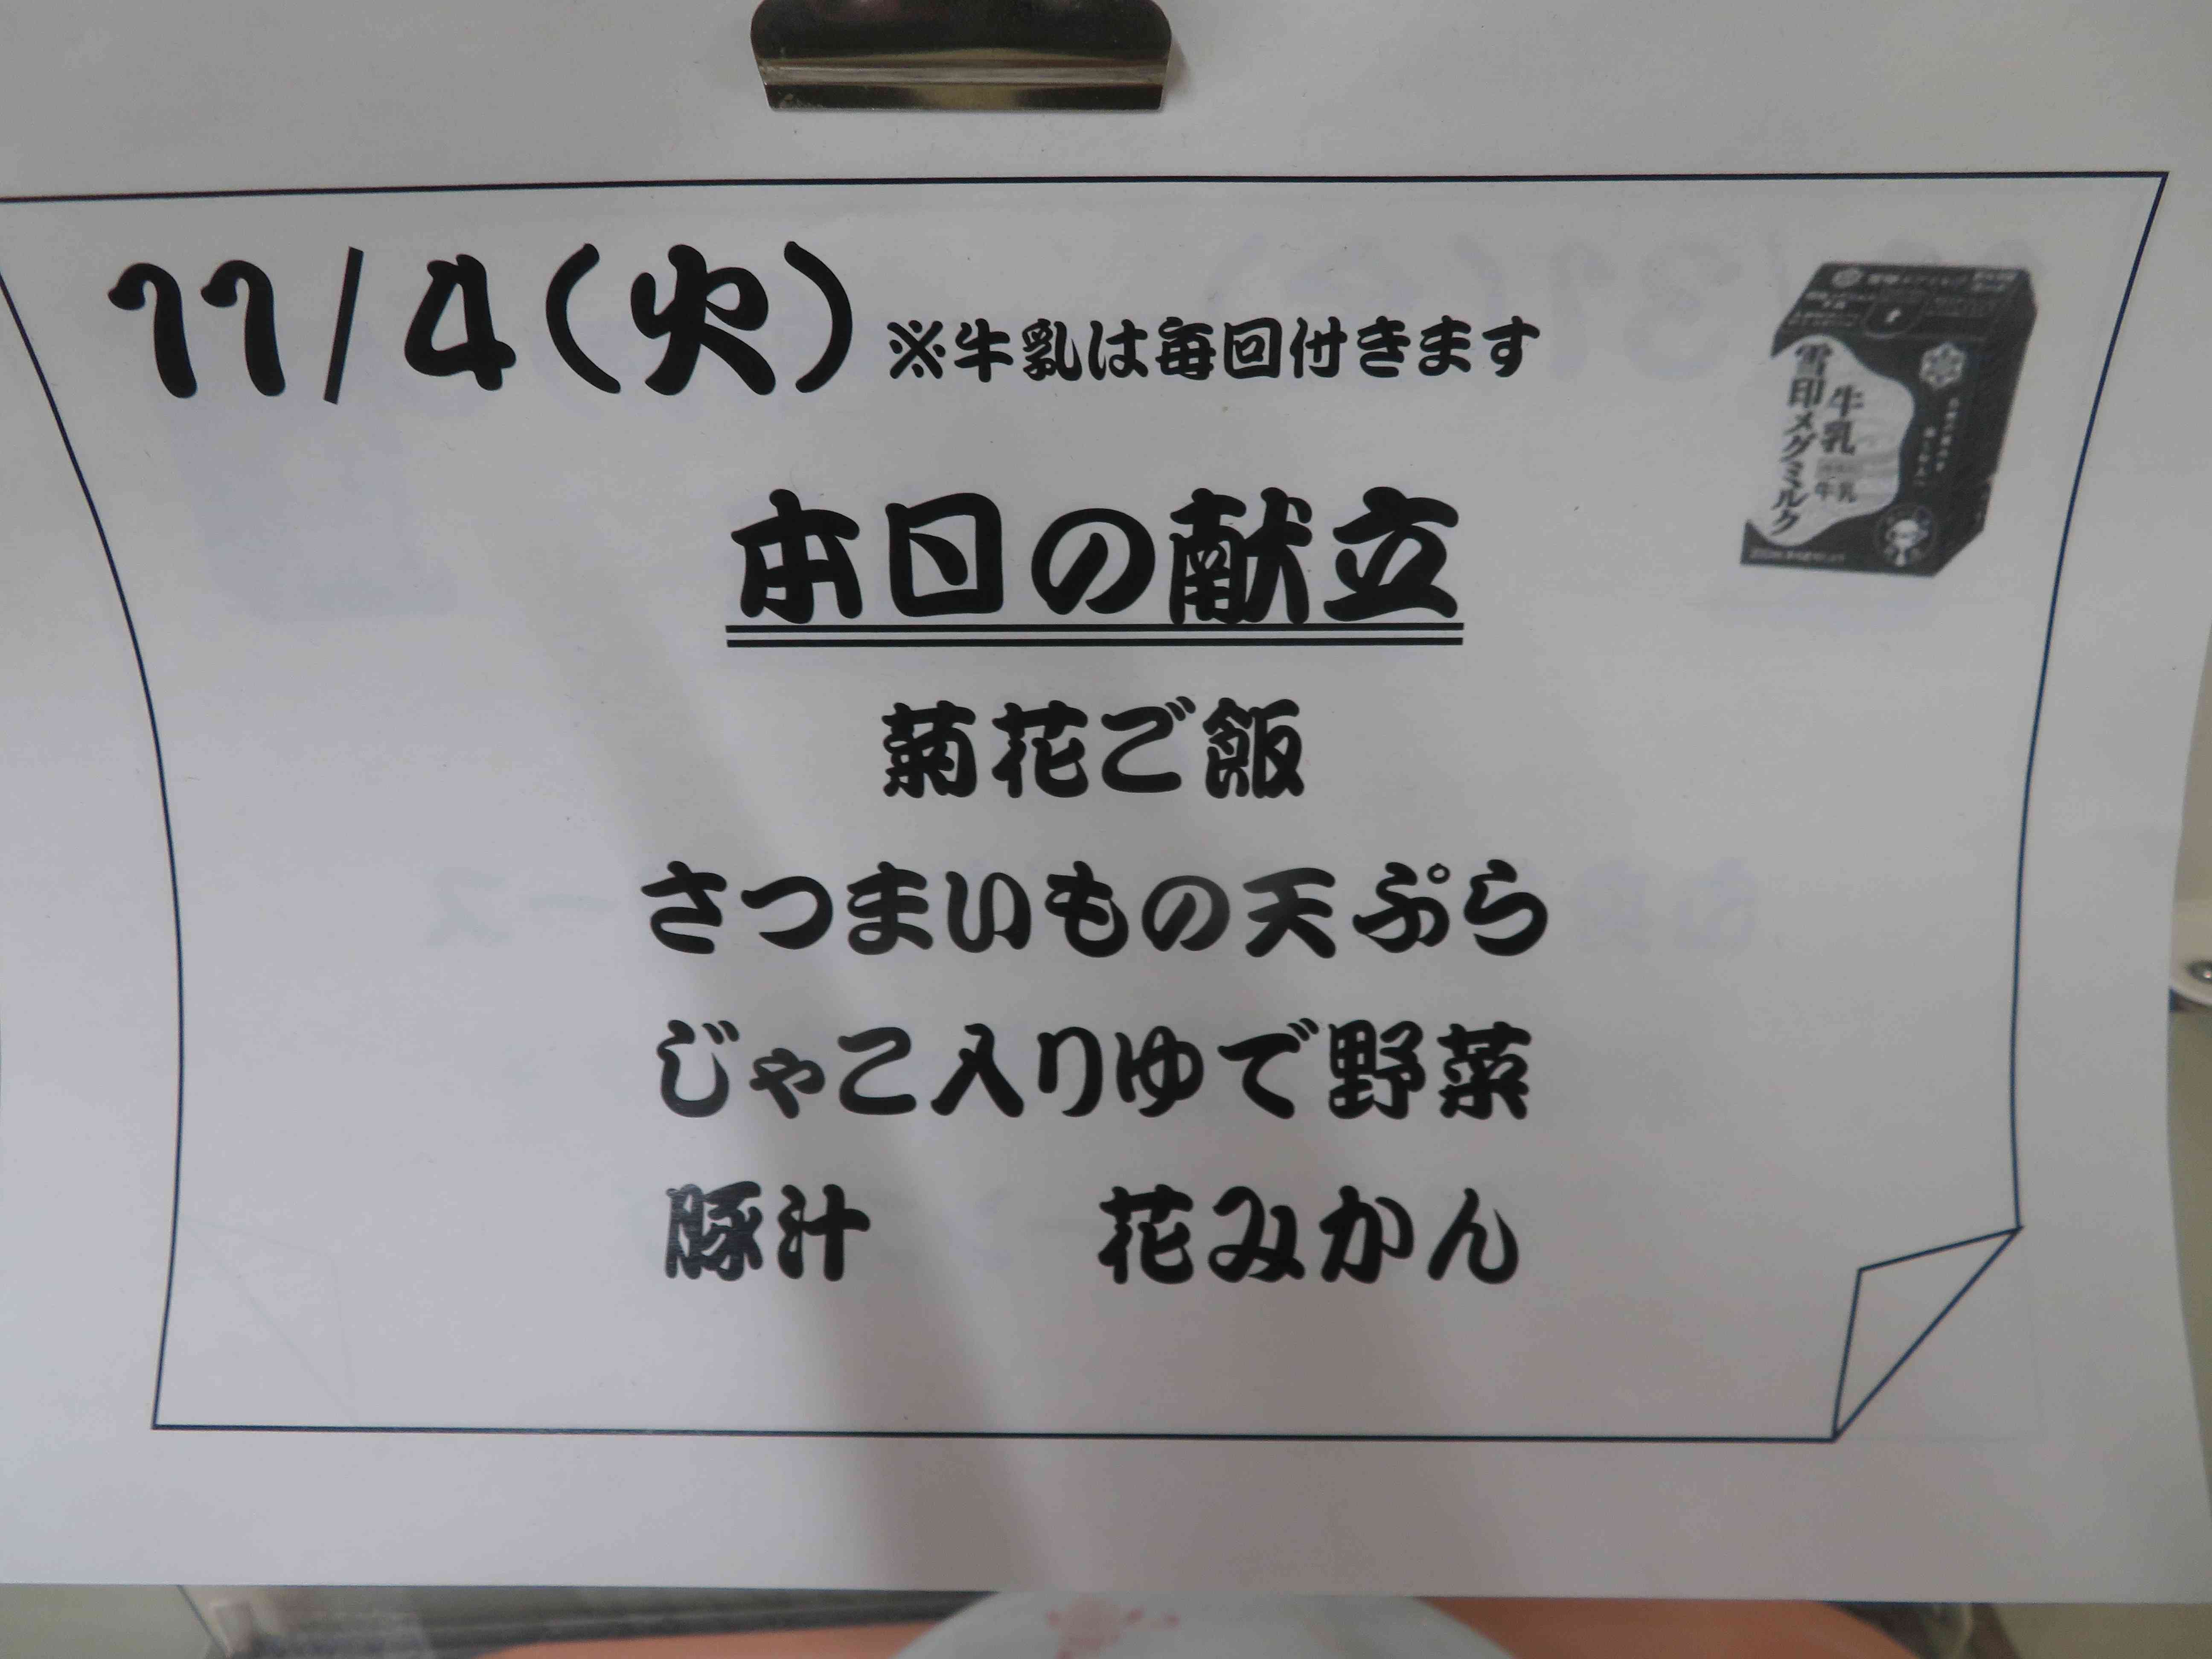 11/4(火) ※牛乳は毎回付きます
雪印メグミルク
牛乳
本日の献立
菊花ご飯
さつまいもの天ぷら
じゃこ入りゆで野菜
豚汁 花みかん